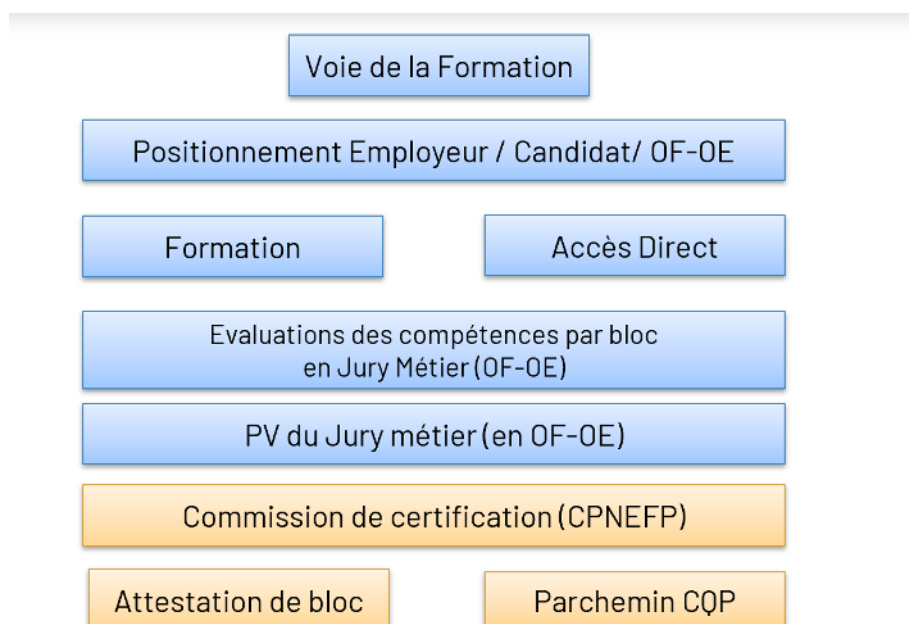 Voie de la Formation
Positionnement Employeur / Candidat/ OF-OE
Formation
Accès Direct
Evaluations des compétences par bloc
en Jury Métier (OF-OE)
PV du Jury métier (en OF-OE)
Commission de certification (CPNEFP)
Attestation de bloc
Parchemin CQP